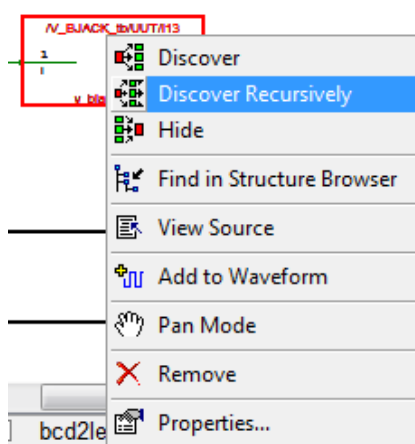 /V_BJACK_tb/UUT/I13
1
I
Discover
Discover Recursively
Hide
Find in Structure Browser
View Source
Add to Waveform
Pan Mode
Remove
Properties...